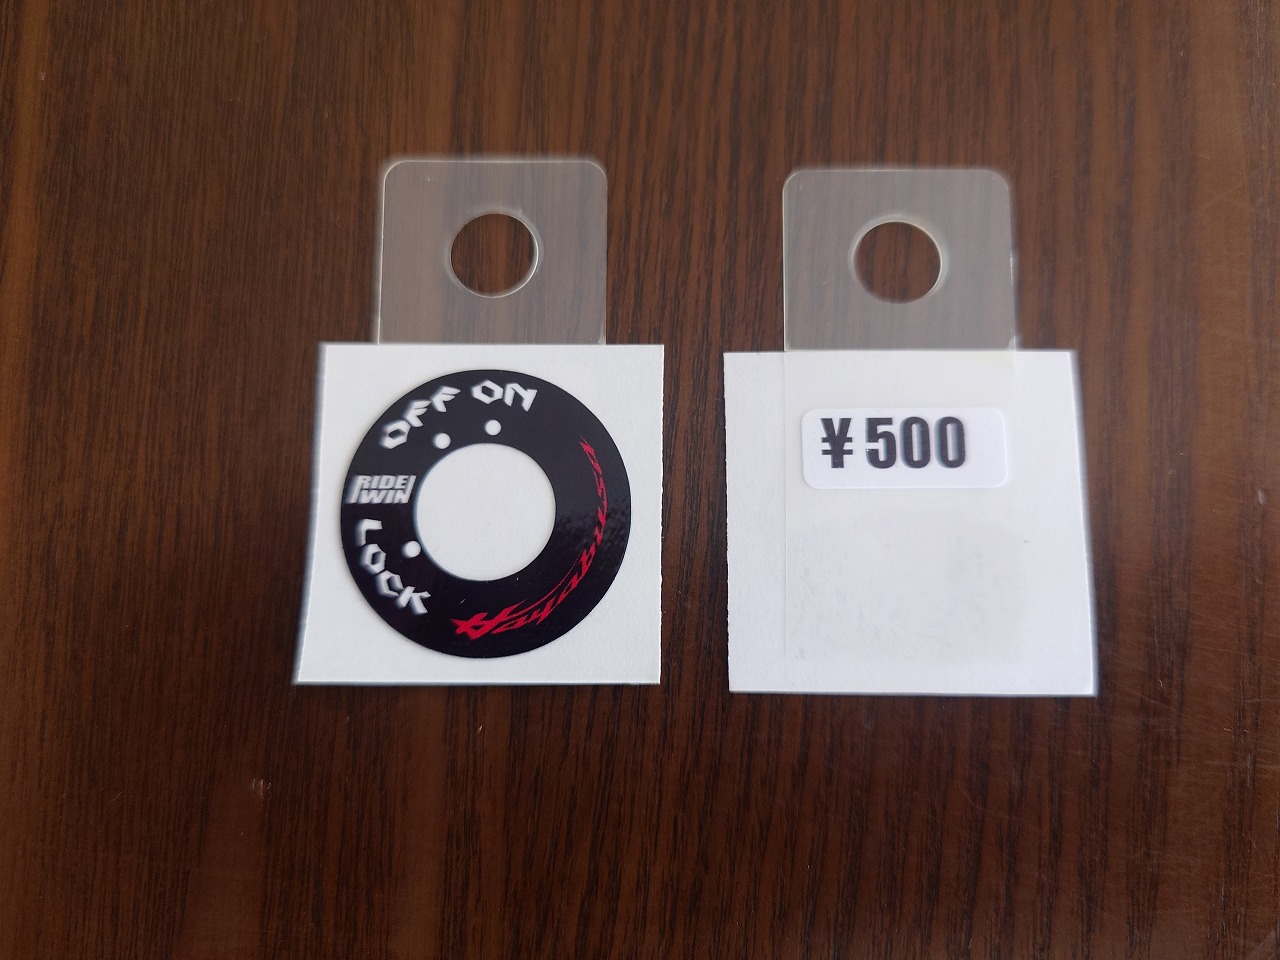 OFF ON
RIDE
WIN
LOCK
Hayabusa
¥500